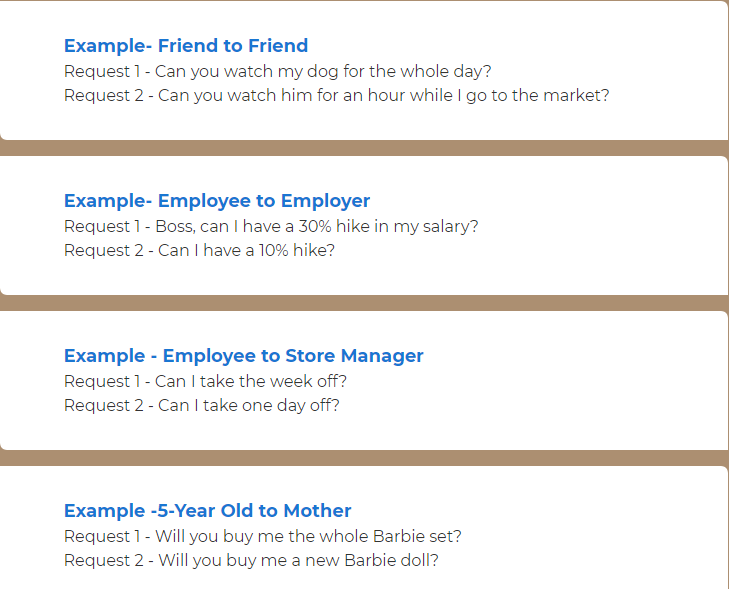 Example- Friend to Friend
Request 1 - Can you watch my dog for the whole day?
Request 2 - Can you watch him for an hour while I go to the market?
Example- Employee to Employer
Request 1 - Boss, can I have a 30% hike in my salary?
Request 2 - Can I have a 10% hike?
Example - Employee to Store Manager
Request 1 - Can I take the week off?
Request 2 - Can I take one day off?
Example -5-Year Old to Mother
Request 1 - Will you buy me the whole Barbie set?
Request 2 - Will you buy me a new Barbie doll?